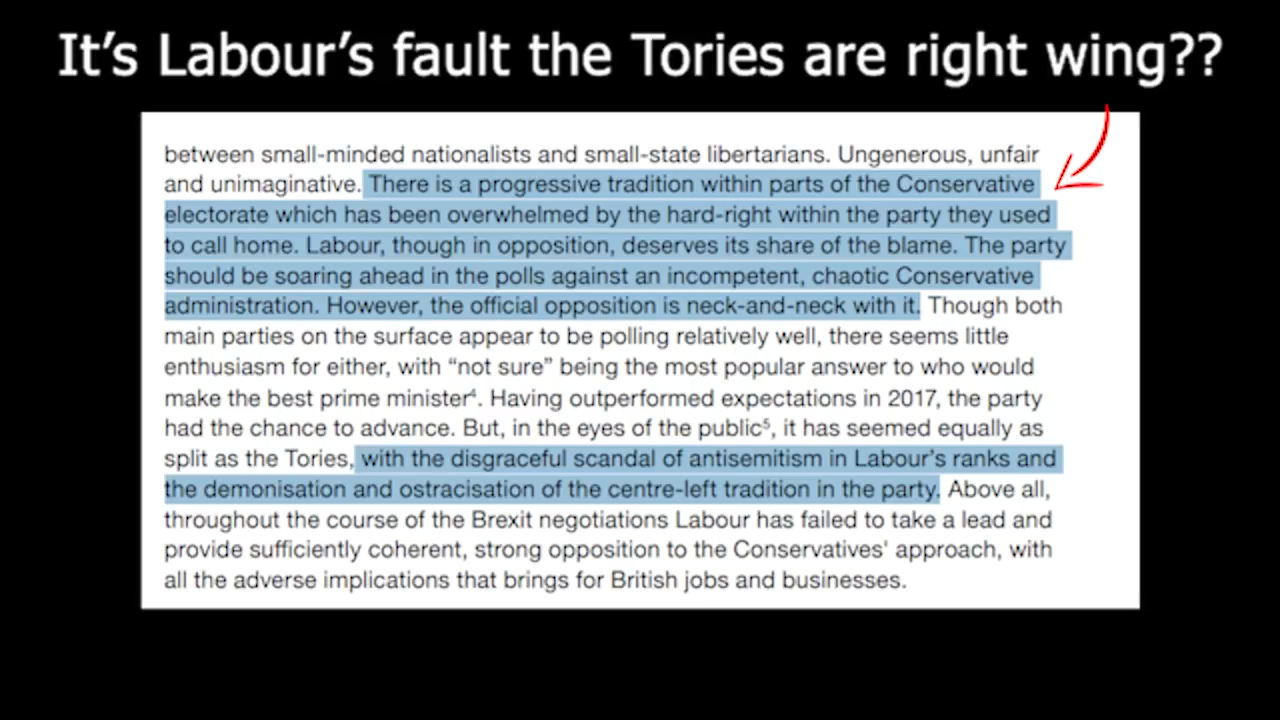 It’s Labour’s fault the Tories are right wing??
between small-minded nationalists and small-state libertarians. Ungenerous, unfair
and unimaginative. There is a progressive tradition within parts of the Conservative
electorate which has been overwhelmed by the hard-right within the party they used
to call home. Labour, though in opposition, deserves its share of the blame. The party
should be soaring ahead in the polls against an incompetent, chaotic Conservative
administration. However, the official opposition is neck-and-neck with it. Though both
main parties on the surface appear to be polling relatively well, there seems little
enthusiasm for either, with “not sure” being the most popular answer to who would
make the best prime minister⁴. Having outperformed expectations in 2017, the party
had the chance to advance. But, in the eyes of the public⁵, it has seemed equally as
split as the Tories, with the disgraceful scandal of antisemitism in Labour’s ranks and
the demonisation and ostracisation of the centre-left tradition in the party. Above all,
throughout the course of the Brexit negotiations Labour has failed to take a lead and
provide sufficiently coherent, strong opposition to the Conservatives' approach, with
all the adverse implications that brings for British jobs and businesses.